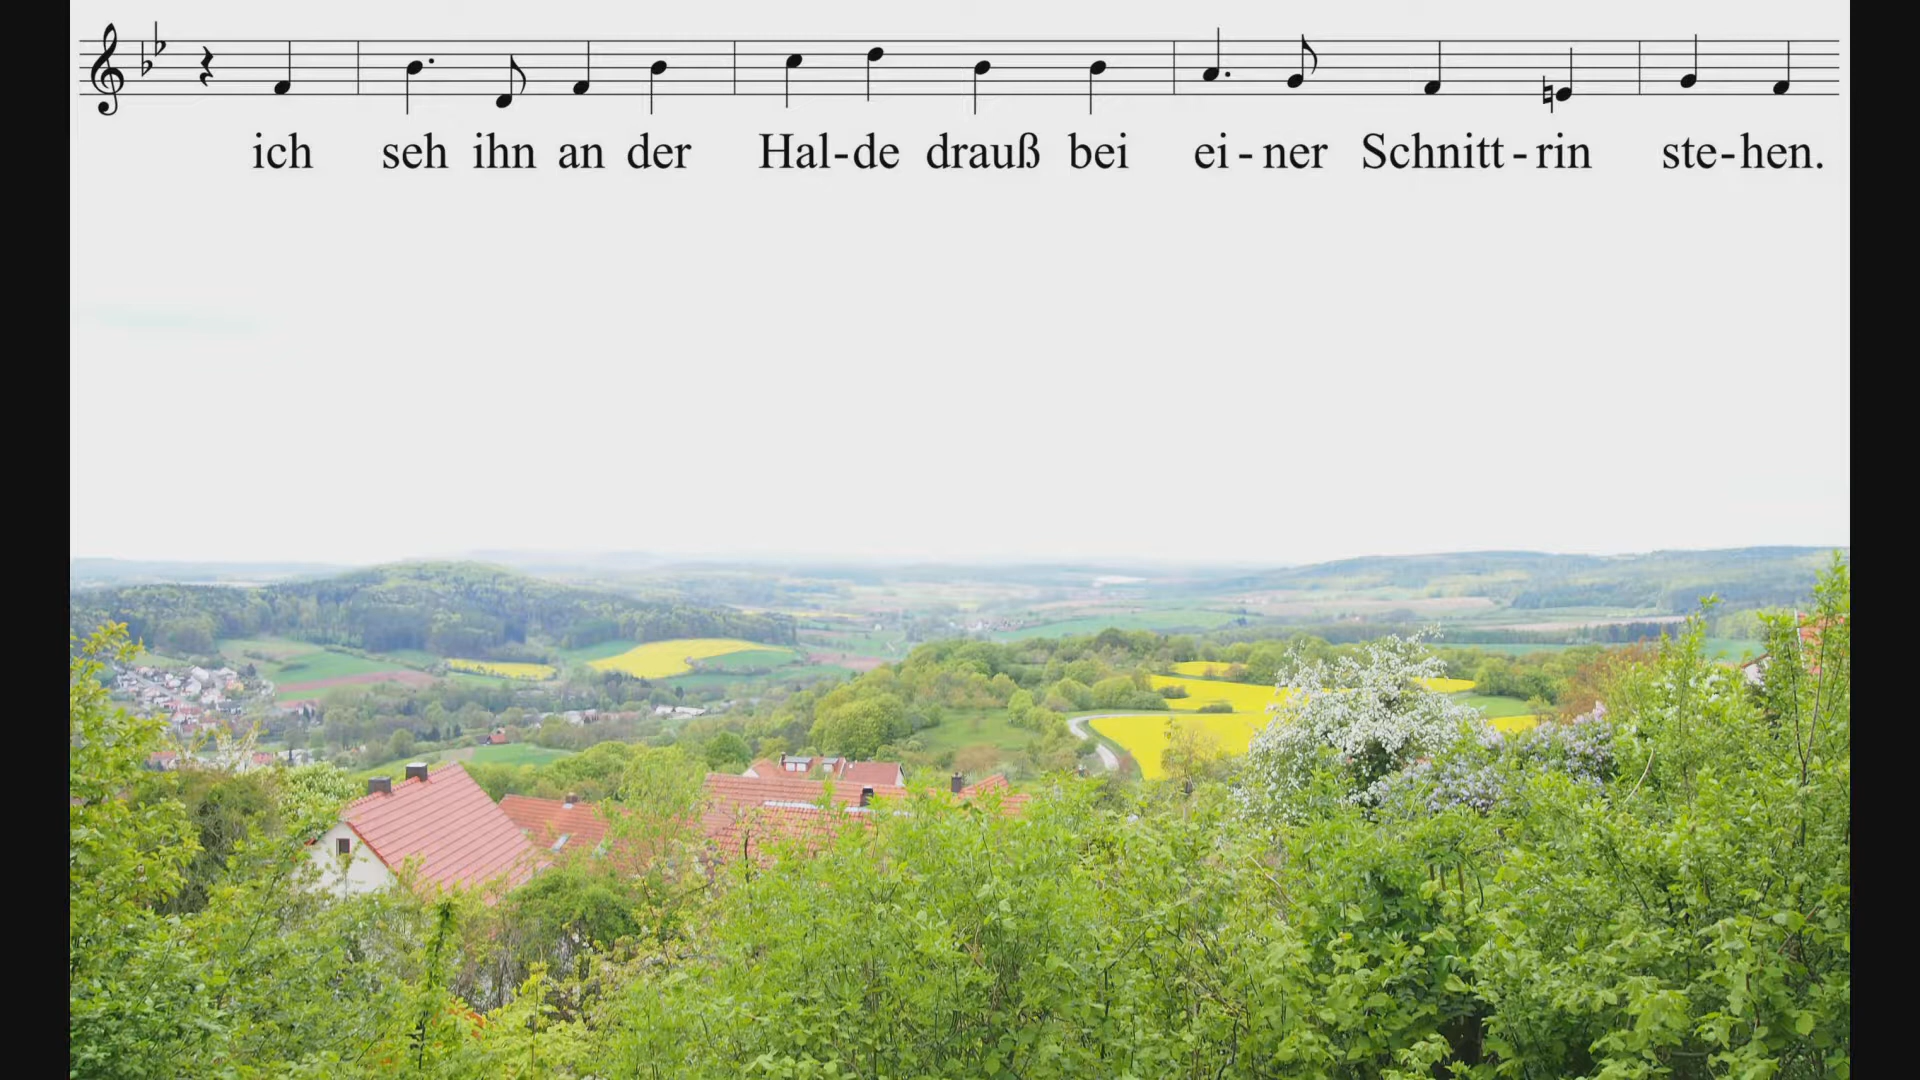 ich seh ihn an der Hal-de drauß bei ei-ner Schnitt-rin ste-hen.